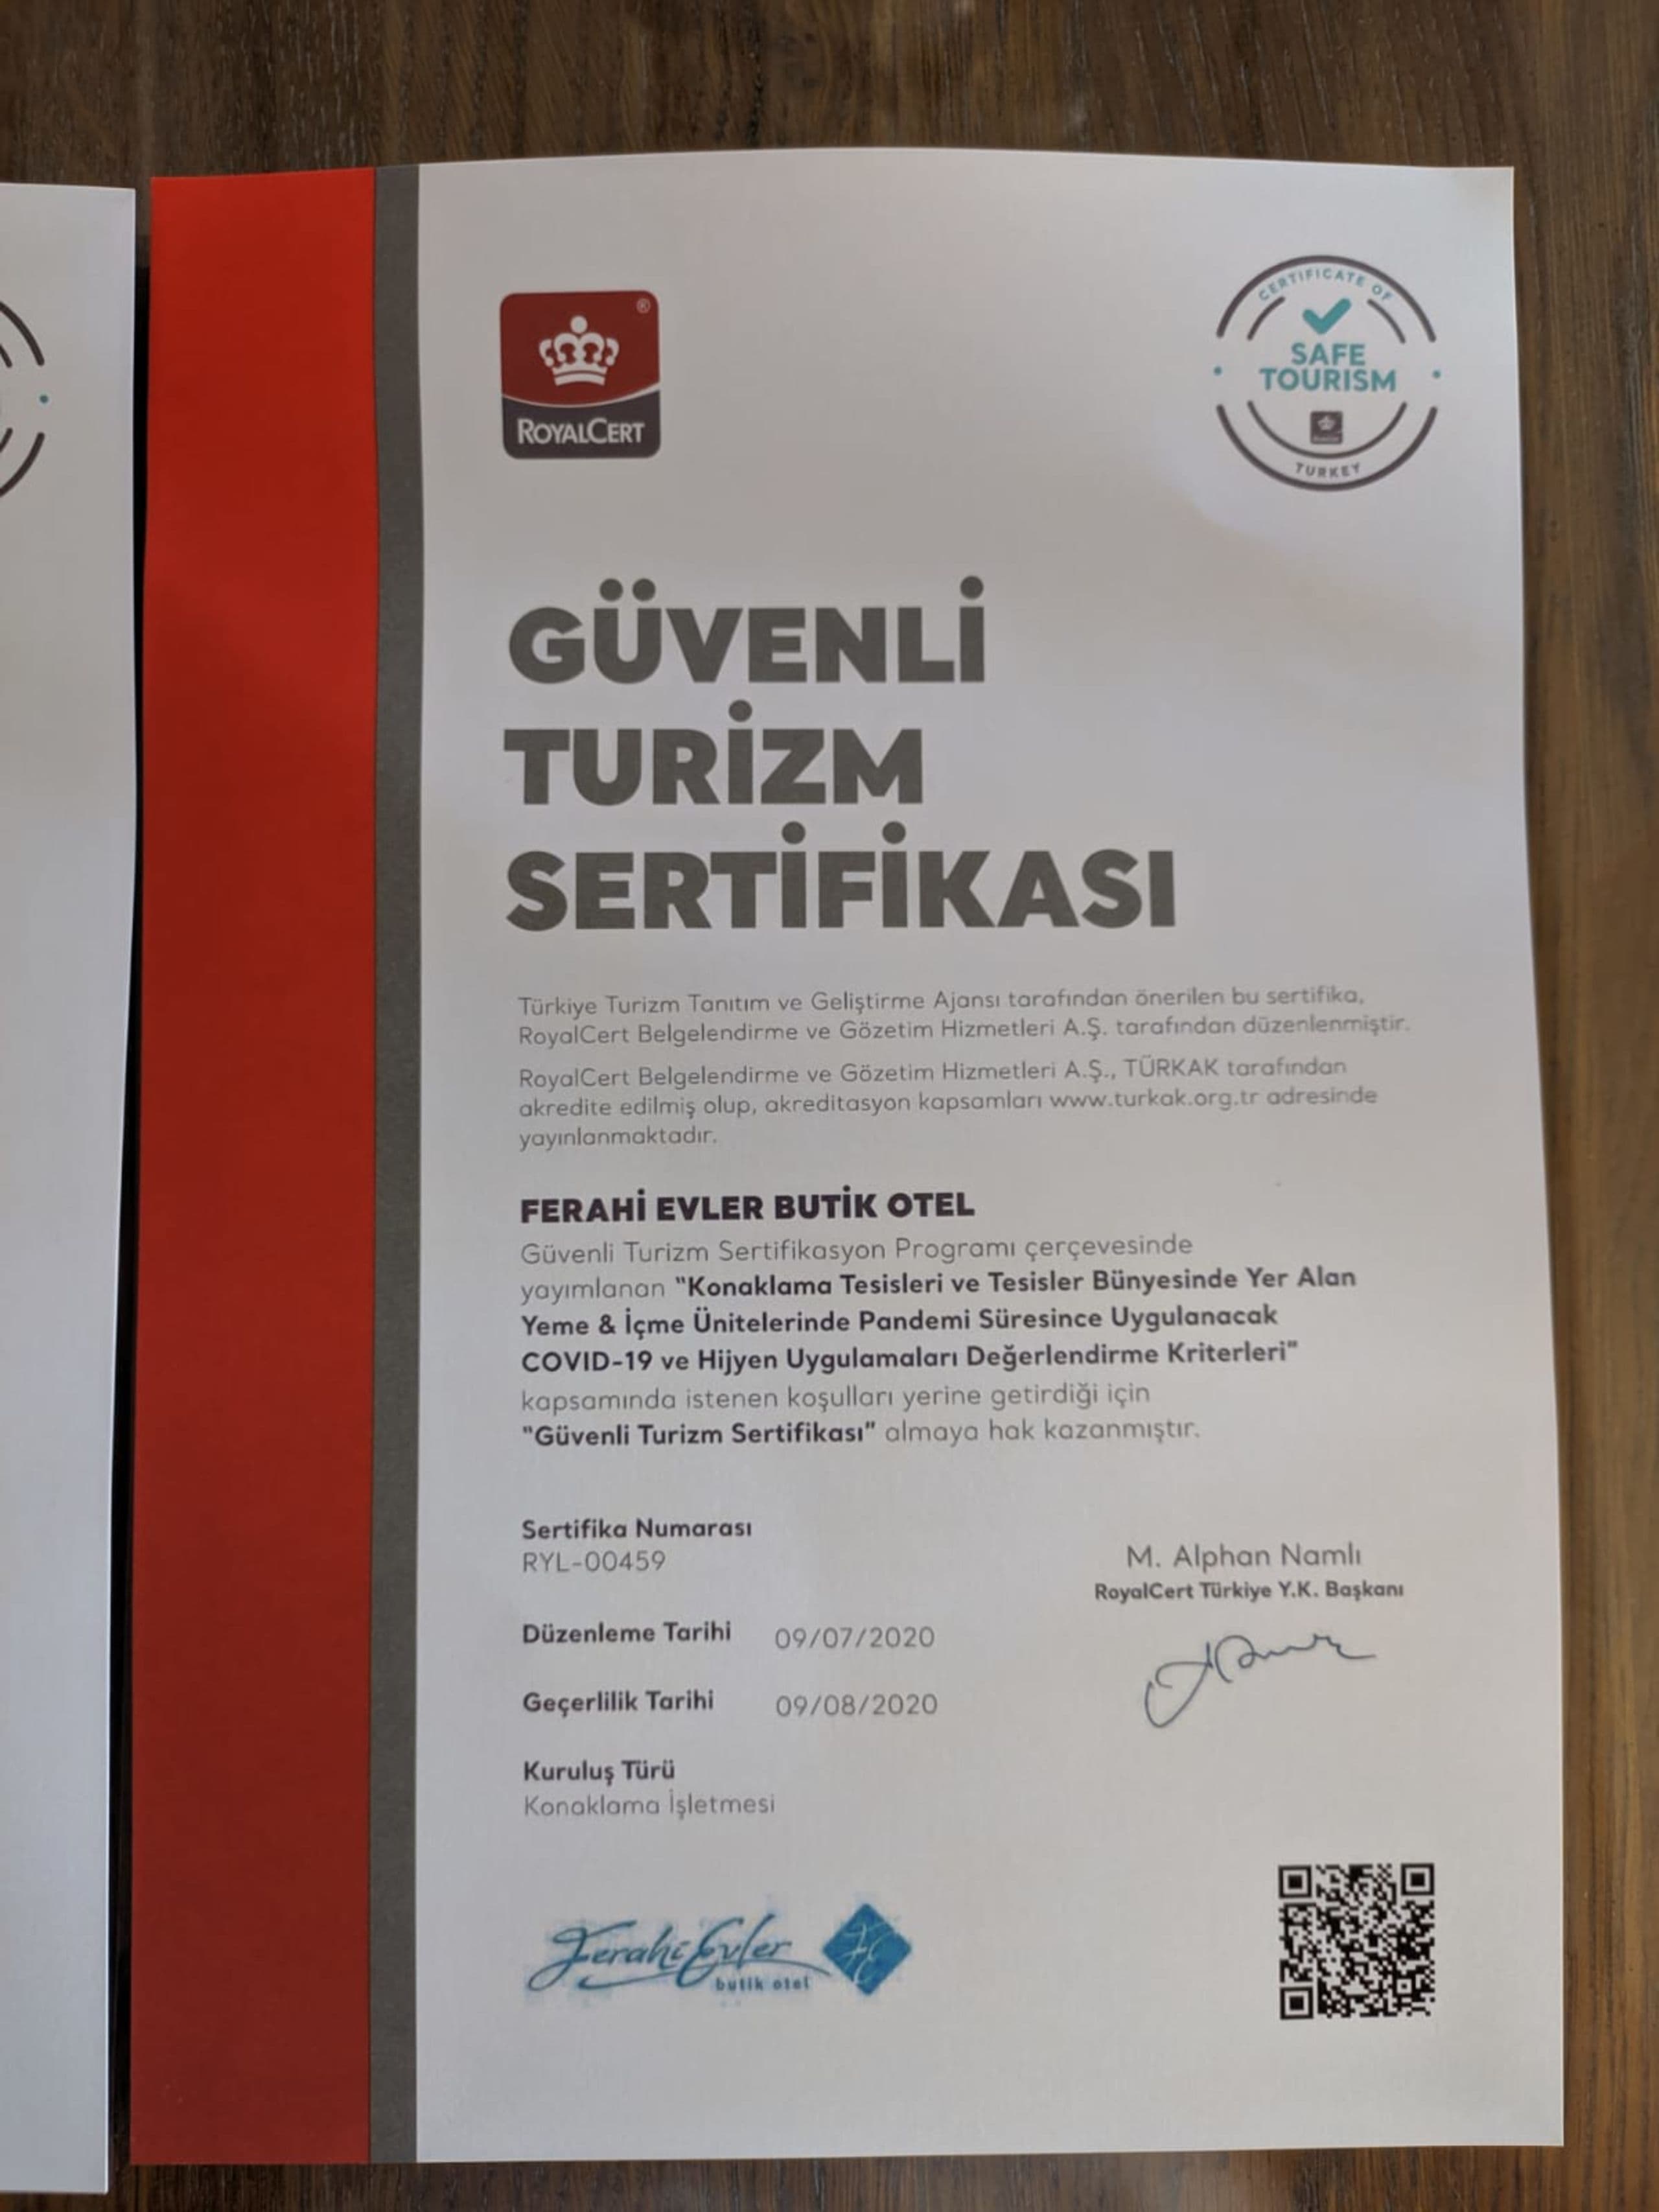 ®
ROYALCERT
CERTIFICATE OF
SAFE
TOURISM
TURKEY
GÜVENLİ
TURİZM
SERTİFİKASI
Türkiye Turizm Tanıtım ve Geliştirme Ajansı tarafından önerilen bu sertifika,
RoyalCert Belgelendirme ve Gözetim Hizmetleri A.Ş. tarafından düzenlenmiştir.
RoyalCert Belgelendirme ve Gözetim Hizmetleri A.Ş., TÜRKAK tarafından
akredite edilmiş olup, akreditasyon kapsamları www.turkak.org.tr adresinde
yayınlanmaktadır.
FERAHİ EVLER BUTİK OTEL
Güvenli Turizm Sertifikasyon Programı çerçevesinde
yayımlanan "Konaklama Tesisleri ve Tesisler Bünyesinde Yer Alan
Yeme & İçme Ünitelerinde Pandemi Süresince Uygulanacak
COVID-19 ve Hijyen Uygulamaları Değerlendirme Kriterleri"
kapsamında istenen koşulları yerine getirdiği için
"Güvenli Turizm Sertifikası" almaya hak kazanmıştır.
Sertifika Numarası
RYL-00459
M. Alphan Namlı
RoyalCert Türkiye Y.K. Başkanı
Düzenleme Tarihi 09/07/2020
Geçerlilik Tarihi 09/08/2020
Kuruluş Türü
Konaklama İşletmesi
Ferahi Evler
butik otel
FE